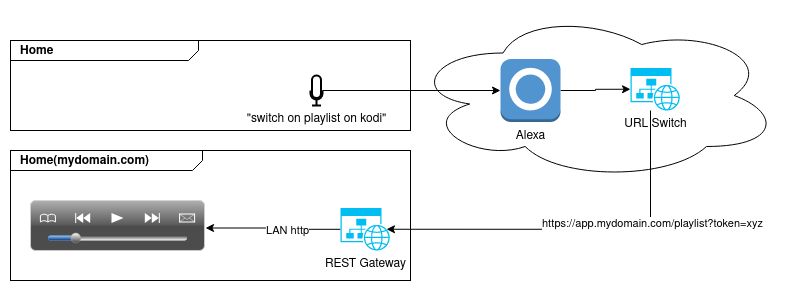 Home
"switch on playlist on kodi"
Alexa
URL Switch
Home(mydomain.com)
https://app.mydomain.com/playlist?token=xyz
LAN http
REST Gateway